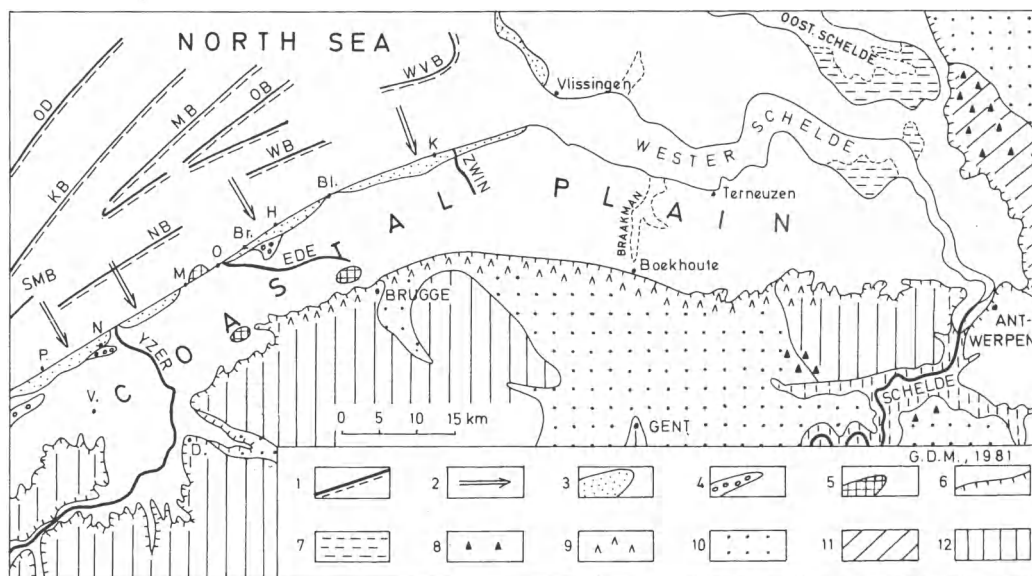 NORTH SEA
OOST. SCHELDE
OD
MB
OB
WVB
Vlissingen
KB
WB
K
ZWIN
WESTER SCHELDE
Bl.
H
Terneuzen
NB
Br.
O
EDE
BRAAKMAN
COASTAL PLAIN
SMB
M
Boekhoute
BRUGGE
ANT-
WERPEN
N
YZER
P.
V.
0 5 10 15 km
SCHELDE
GENT
D.
G.D.M., 1981
1 2 3 4 5 6
7 8 9 10 11 12